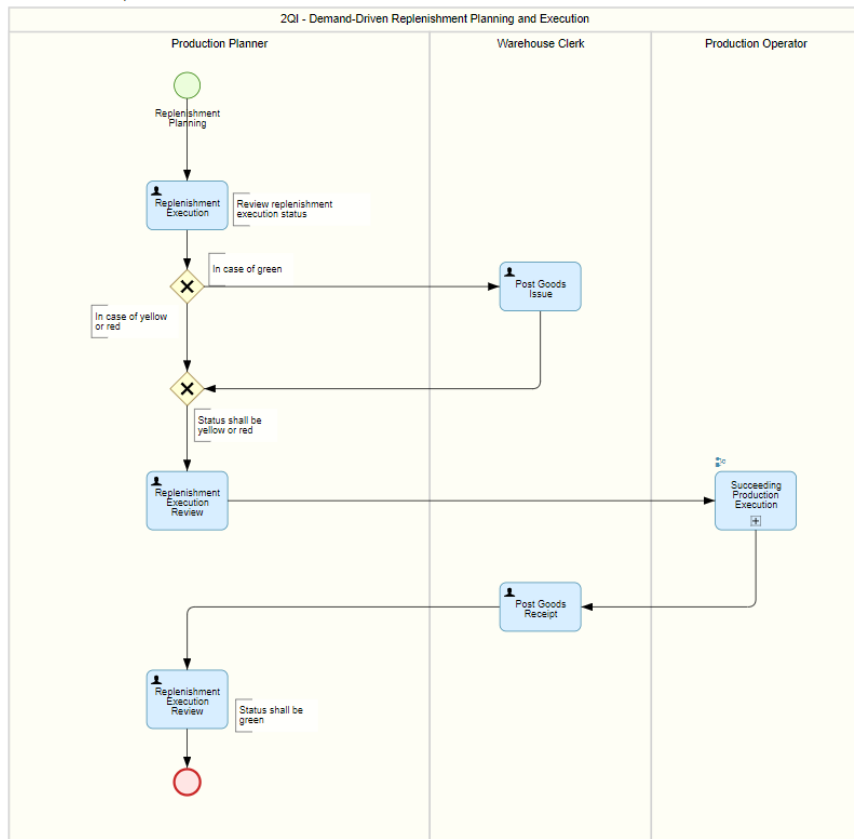 2QI - Demand-Driven Replenishment Planning and Execution
Production Planner
Warehouse Clerk
Production Operator
Replenishment
Planning
Replenishment
Execution
Review replenishment
execution status
In case of green
Post Goods
Issue
In case of yellow
or red
Status shall be
yellow or red
Replenishment
Execution
Review
Succeeding
Production
Execution
Post Goods
Receipt
Replenishment
Execution
Review
Status shall be
green